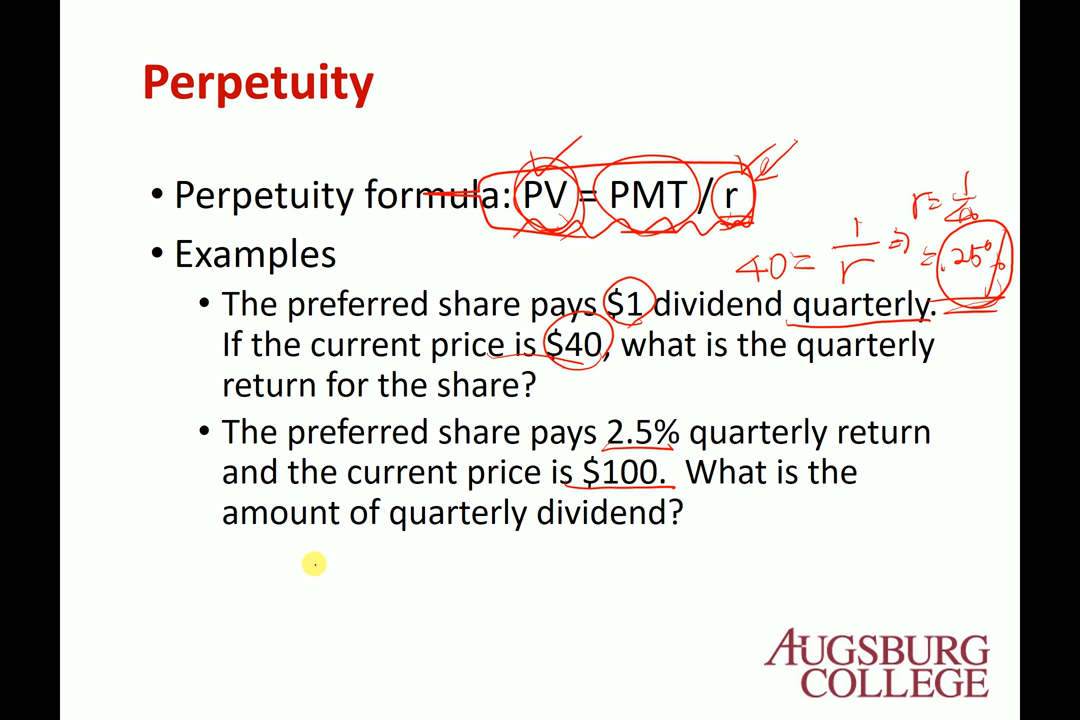 Perpetuity
• Perpetuity formula: PV = PMT / r
r = 1/40
40 = 1/r ⇒
= .25%
• Examples
• The preferred share pays $1 dividend quarterly.
If the current price is $40, what is the quarterly
return for the share?
• The preferred share pays 2.5% quarterly return
and the current price is $100. What is the
amount of quarterly dividend?
AUGSBURG
COLLEGE